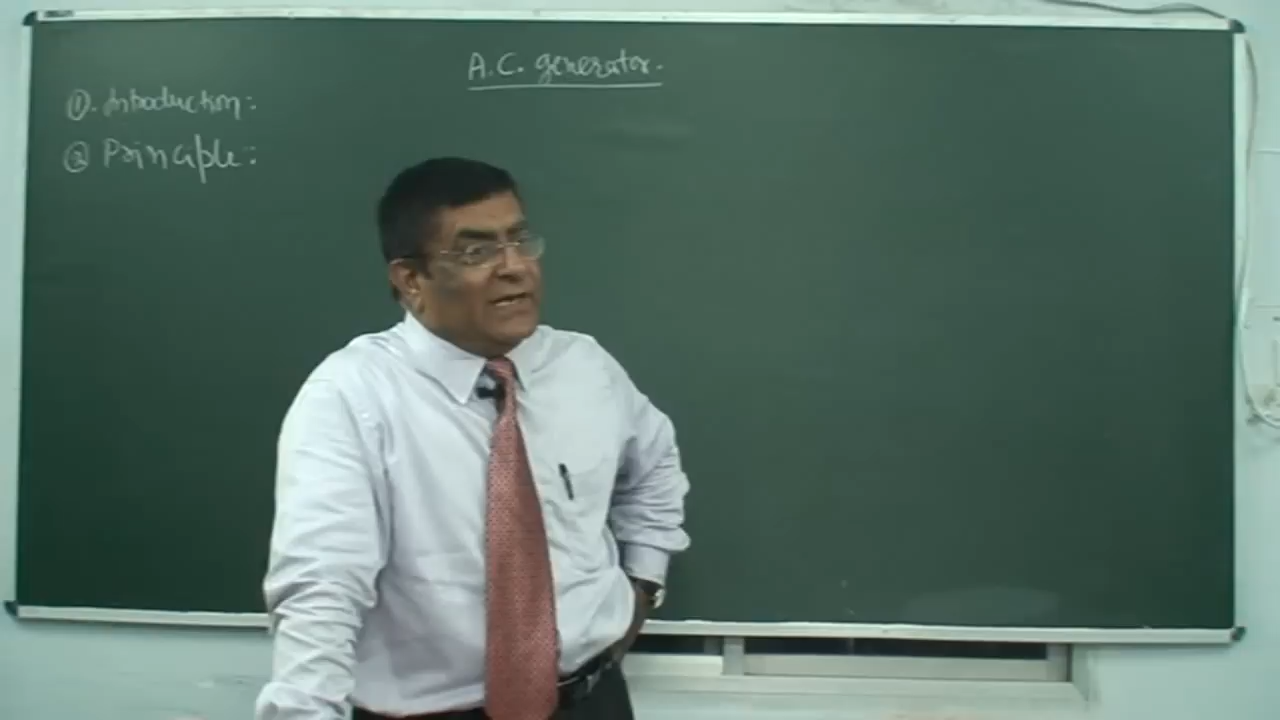 A.C. generator.
①. Introduction:
② Principle: